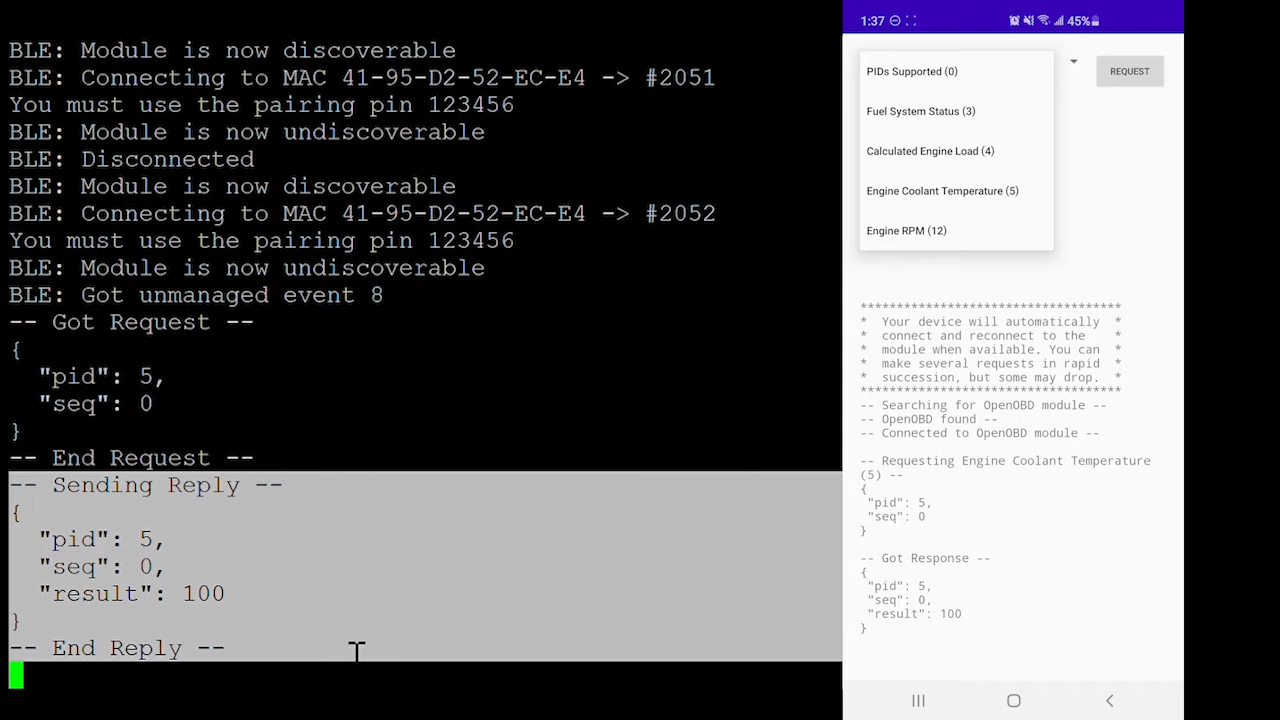 BLE: Module is now discoverable
BLE: Connecting to MAC 41-95-D2-52-EC-E4 -> #2051
You must use the pairing pin 123456
BLE: Module is now undiscoverable
BLE: Disconnected
BLE: Module is now discoverable
BLE: Connecting to MAC 41-95-D2-52-EC-E4 -> #2052
You must use the pairing pin 123456
BLE: Module is now undiscoverable
BLE: Got unmanaged event 8
-- Got Request --
{
  "pid": 5,
  "seq": 0
}
-- End Request --
-- Sending Reply --
{
  "pid": 5,
  "seq": 0,
  "result": 100
}
-- End Reply --
1:37 45%
PIDs Supported (0)
REQUEST
Fuel System Status (3)
Calculated Engine Load (4)
Engine Coolant Temperature (5)
Engine RPM (12)
************************************
*  Your device will automatically  *
*  connect and reconnect to the    *
*  module when available. You can  *
*  make several requests in rapid  *
*  succession, but some may drop.  *
************************************
-- Searching for OpenOBD module --
-- OpenOBD found --
-- Connected to OpenOBD module --
-- Requesting Engine Coolant Temperature
(5) --
{
 "pid": 5,
 "seq": 0
}
-- Got Response --
{
 "pid": 5,
 "seq": 0,
 "result": 100
}